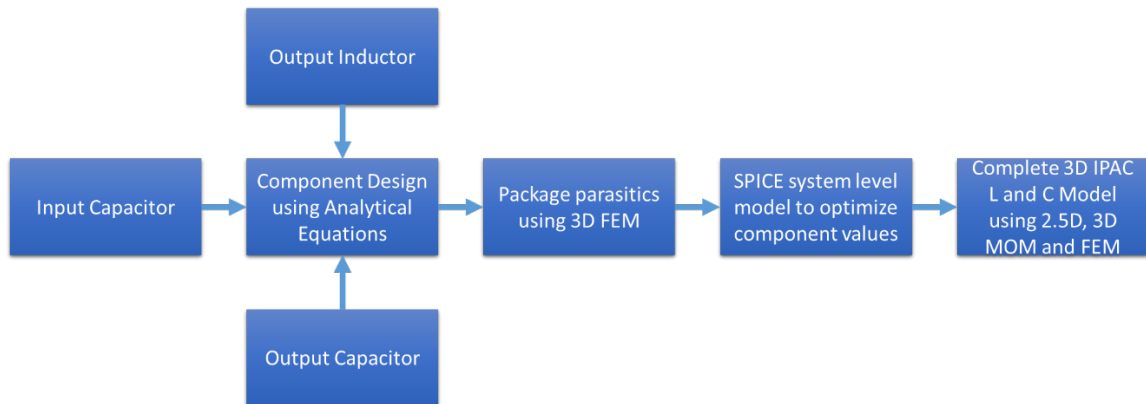 Output Inductor
Input Capacitor
Component Design
using Analytical
Equations
Package parasitics
using 3D FEM
SPICE system level
model to optimize
component values
Complete 3D IPAC
L and C Model
using 2.5D, 3D
MOM and FEM
Output Capacitor